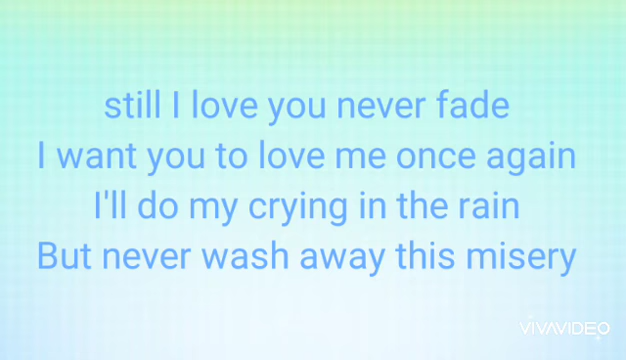 still I love you never fade
I want you to love me once again
I'll do my crying in the rain
But never wash away this misery
VIVAVIDEO